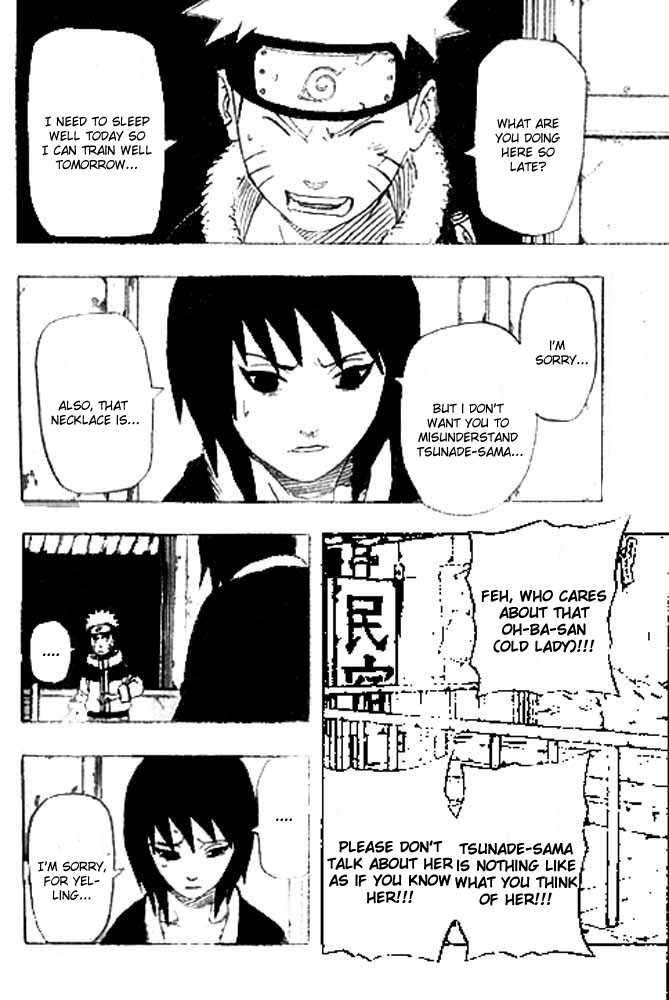 WHAT ARE
YOU DOING
HERE SO
LATE?
I NEED TO SLEEP
WELL TODAY SO
I CAN TRAIN WELL
TOMORROW...
I'M
SORRY...
BUT I DON'T
WANT YOU TO
MISUNDERSTAND
TSUNADE-SAMA...
ALSO, THAT
NECKLACE IS...
FEH, WHO CARES
ABOUT THAT
OH-BA-SAN
(OLD LADY)!!!
民宿
TSUNADE-SAMA
IS NOTHING LIKE
WHAT YOU THINK
OF HER!!!
PLEASE DON'T
TALK ABOUT HER
AS IF YOU KNOW
HER!!!
....
....
I'M SORRY,
FOR YEL-
LING...